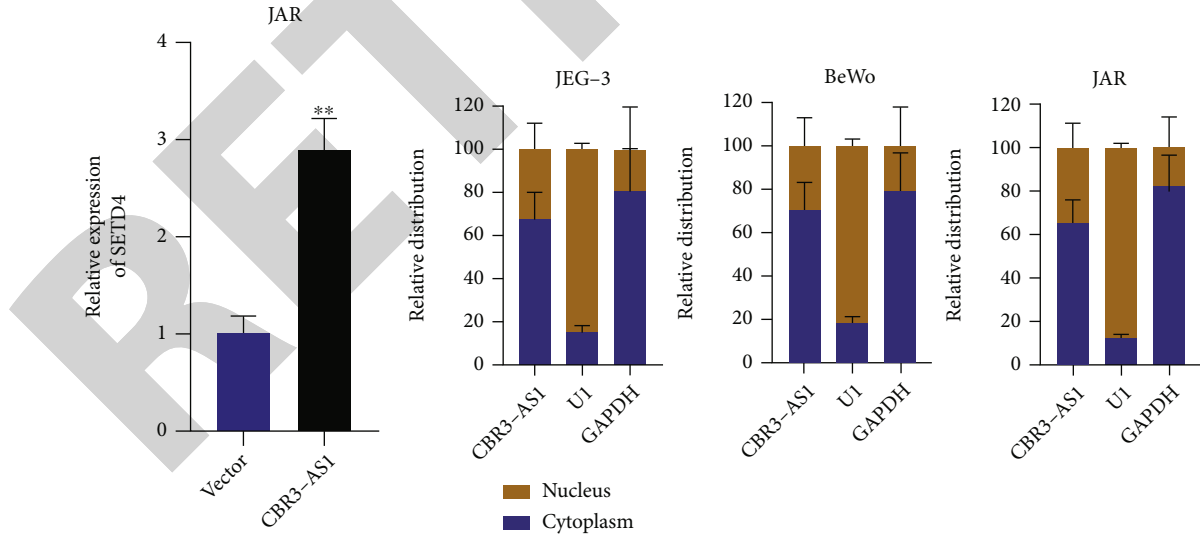 JAR
Relative expression
of SETD4
4
3
2
1
0
**
Vector
CBR3–AS1
JEG–3
Relative distribution
120
100
80
60
40
20
0
CBR3–AS1
U1
GAPDH
BeWo
Relative distribution
120
100
80
60
40
20
0
CBR3–AS1
U1
GAPDH
JAR
Relative distribution
120
100
80
60
40
20
0
CBR3–AS1
U1
GAPDH
Nucleus
Cytoplasm
RET